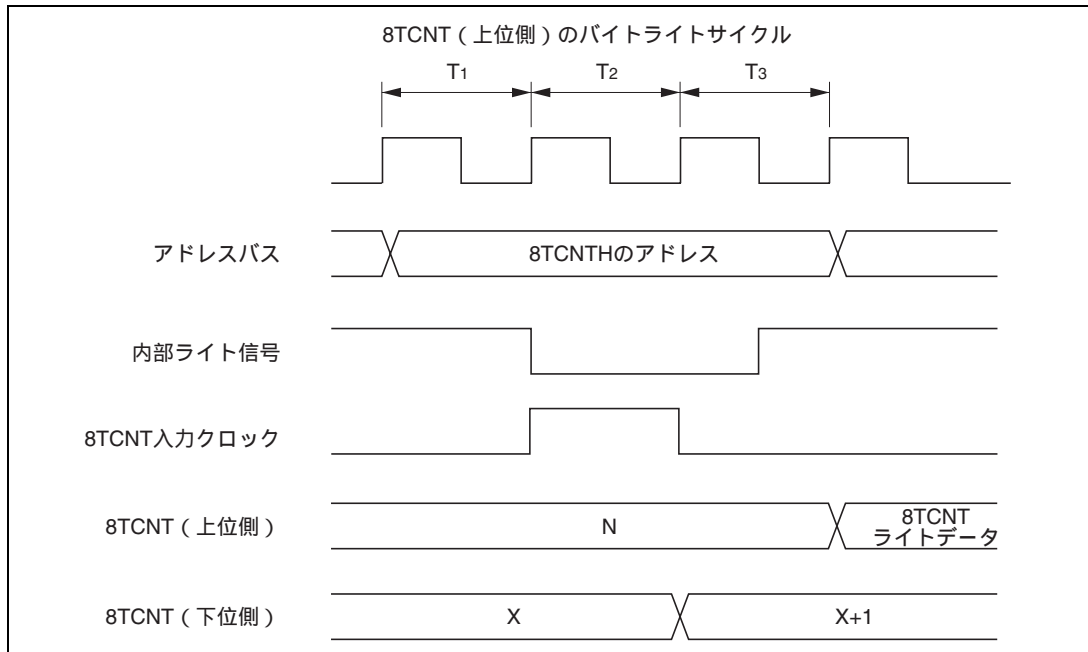 8TCNT(上位側)のバイトライトサイクル
T1 T2 T3
アドレスバス 8TCNTHのアドレス
内部ライト信号
8TCNT入力クロック
8TCNT(上位側) N 8TCNT
ライトデータ
8TCNT(下位側) X X+1